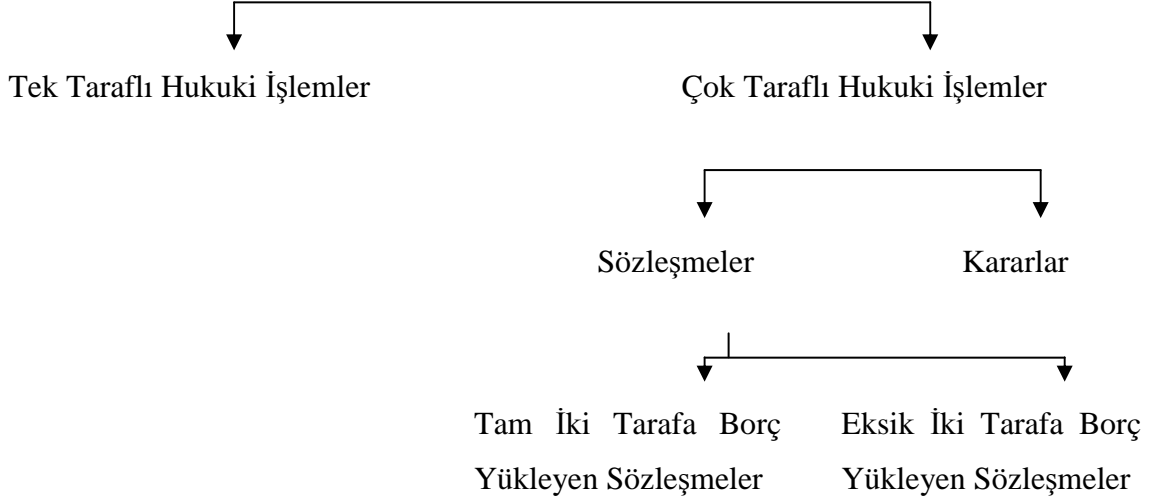 Tek Taraflı Hukuki İşlemler
Çok Taraflı Hukuki İşlemler
Sözleşmeler
Kararlar
Tam İki Tarafa Borç
Yükleyen Sözleşmeler
Eksik İki Tarafa Borç
Yükleyen Sözleşmeler